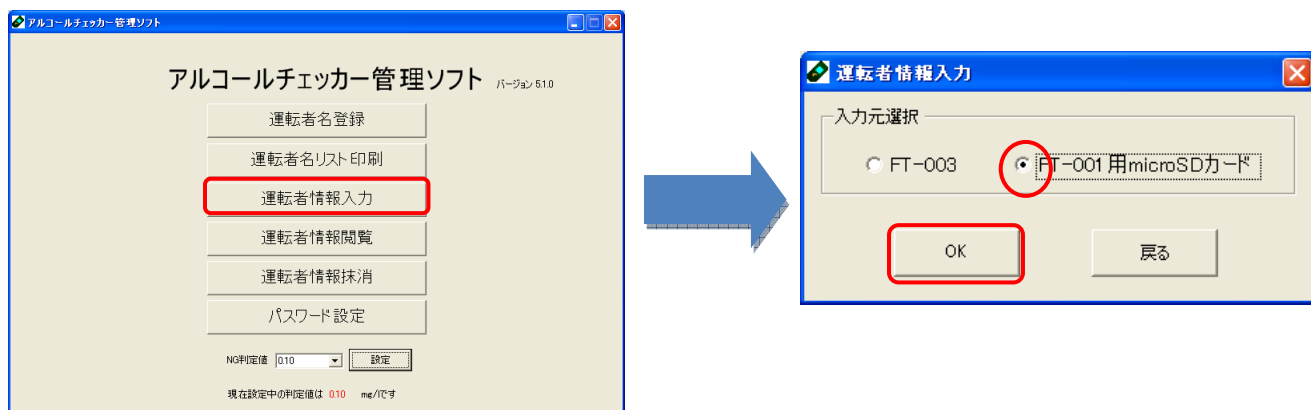 アルコールチェッカー管理ソフト
アルコールチェッカー管理ソフト バージョン 5.1.0
運転者名登録
運転者名リスト印刷
運転者情報入力
運転者情報閲覧
運転者情報抹消
パスワード設定
NG判定値 0.10 設定
現在設定中の判定値は 0.10 mg/lです
運転者情報入力
入力元選択
FT-003 FT-001用microSDカード
OK 戻る